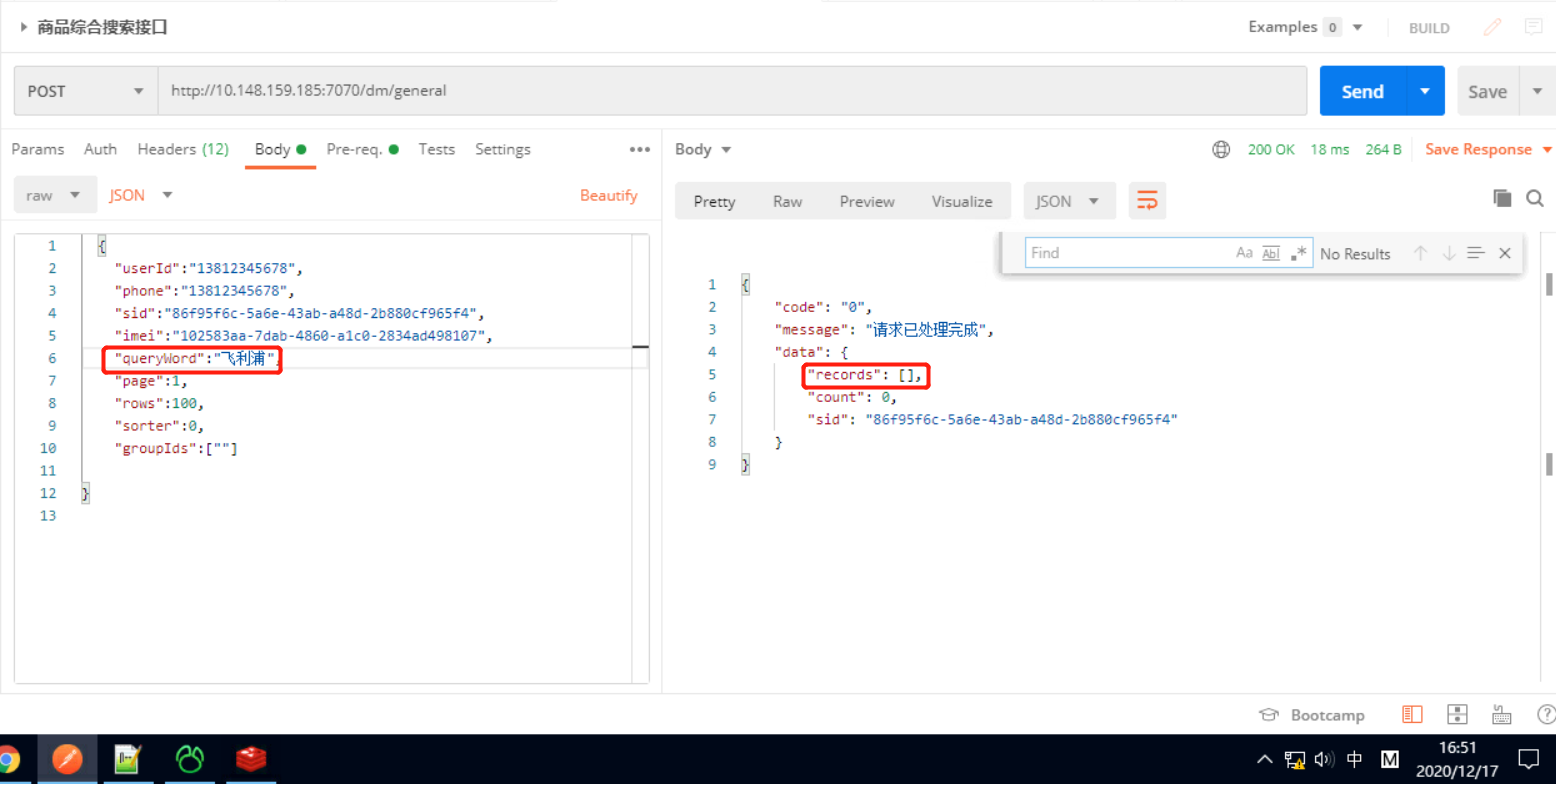 商品综合搜索接口
Examples 0
BUILD
POST
http://10.148.159.185:7070/dm/general
Send
Save
Params Auth Headers (12) Body Pre-req. Tests Settings
raw JSON Beautify
1 {
2 "userId":"13812345678",
3 "phone":"13812345678",
4 "sid":"86f95f6c-5a6e-43ab-a48d-2b880cf965f4",
5 "imei":"102583aa-7dab-4860-a1c0-2834ad498107",
6 "queryWord":"飞利浦",
7 "page":1,
8 "rows":100,
9 "sorter":0,
10 "groupIds":[""]
11
12 }
13
Body 200 OK 18 ms 264 B Save Response
Pretty Raw Preview Visualize JSON
Find Aa Abl .* No Results
1 {
2 "code": "0",
3 "message": "请求已处理完成",
4 "data": {
5 "records": [],
6 "count": 0,
7 "sid": "86f95f6c-5a6e-43ab-a48d-2b880cf965f4"
8 }
9 }
Bootcamp
中 M
16:51
2020/12/17